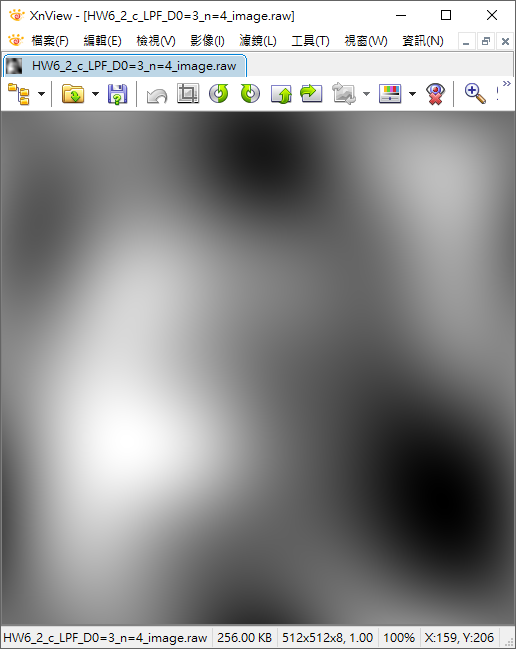 XnView - [HW6_2_c_LPF_D0=3_n=4_image.raw]
檔案(F) 編輯(E) 檢視(V) 影像(I) 濾鏡(L) 工具(T) 視窗(W) 資訊(N)
HW6_2_c_LPF_D0=3_n=4_image.raw
HW6_2_c_LPF_D0=3_n=4_image.raw 256.00 KB 512x512x8, 1.00 100% X:159, Y:206